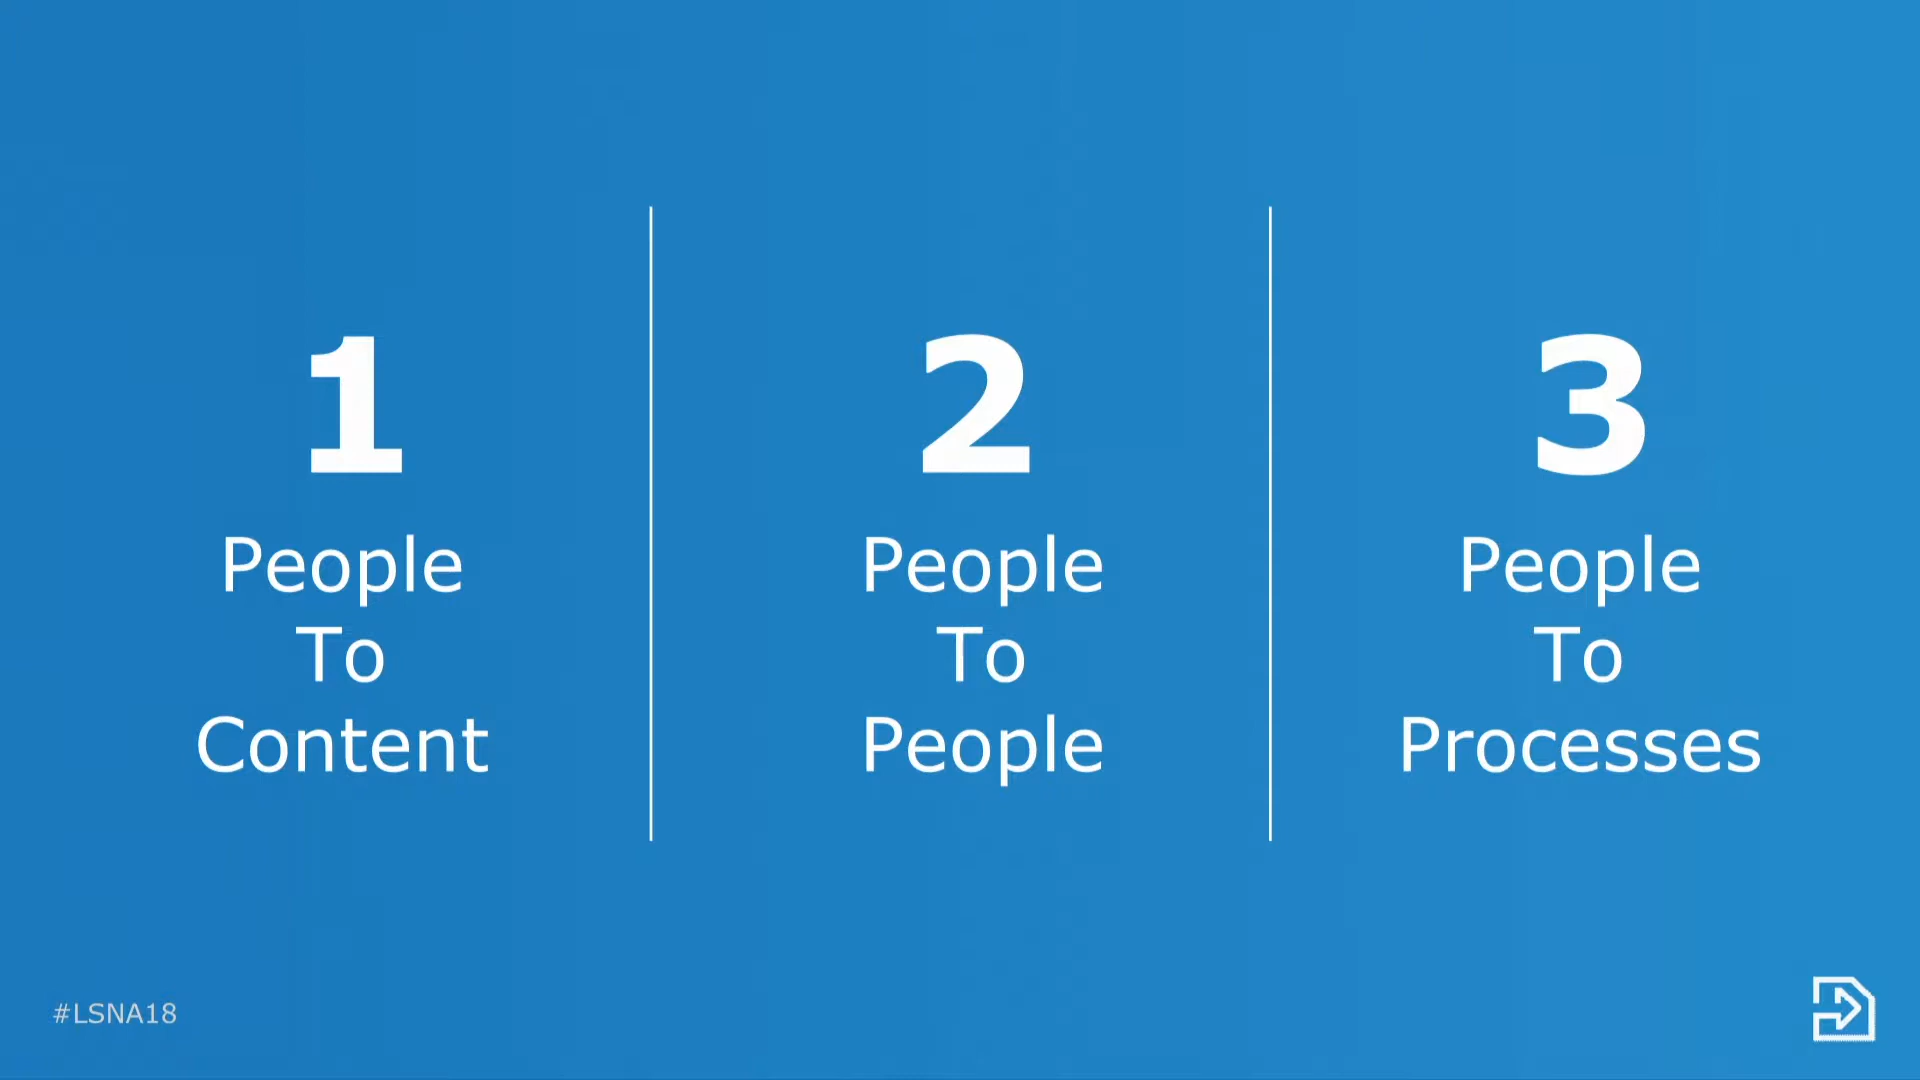 1
People
To
Content
2
People
To
People
3
People
To
Processes
#LSNA18